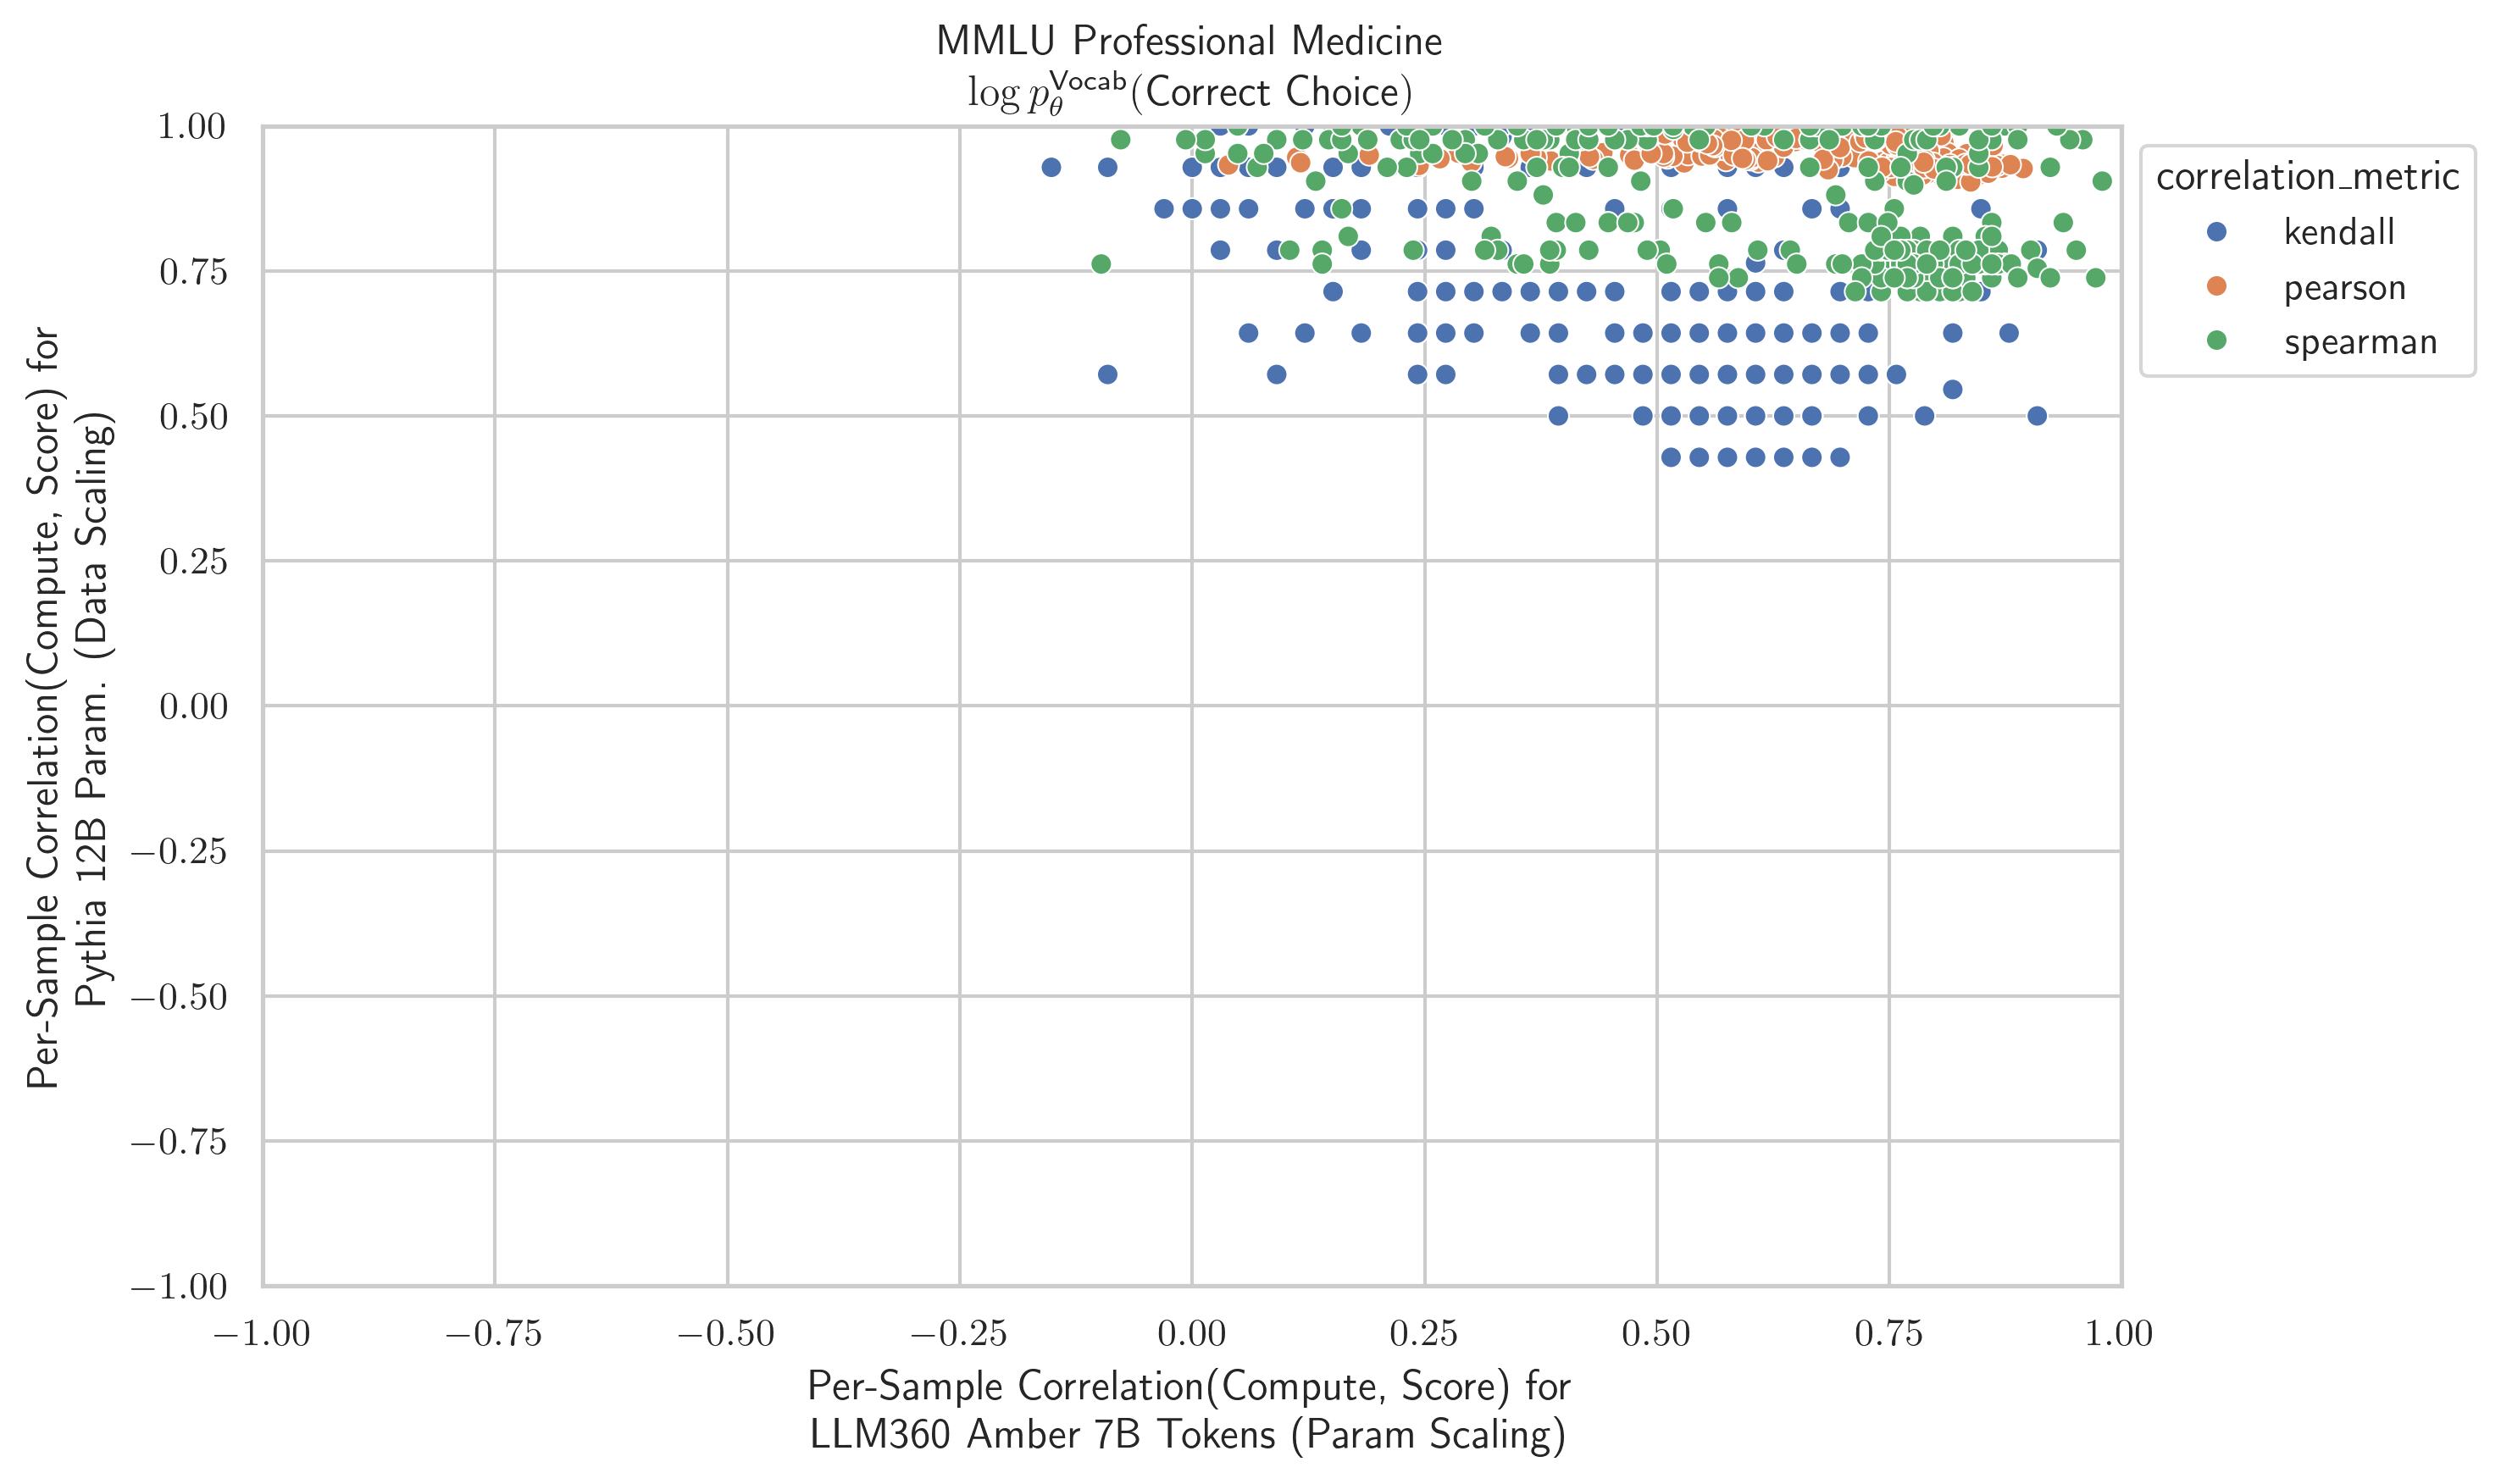 MMLU Professional Medicine
log p_θ^Vocab(Correct Choice)
1.00
0.75
0.50
0.25
0.00
−0.25
−0.50
−0.75
−1.00
Per-Sample Correlation(Compute, Score) for
Pythia 12B Param. (Data Scaling)
−1.00 −0.75 −0.50 −0.25 0.00 0.25 0.50 0.75 1.00
Per-Sample Correlation(Compute, Score) for
LLM360 Amber 7B Tokens (Param Scaling)
correlation_metric
kendall
pearson
spearman